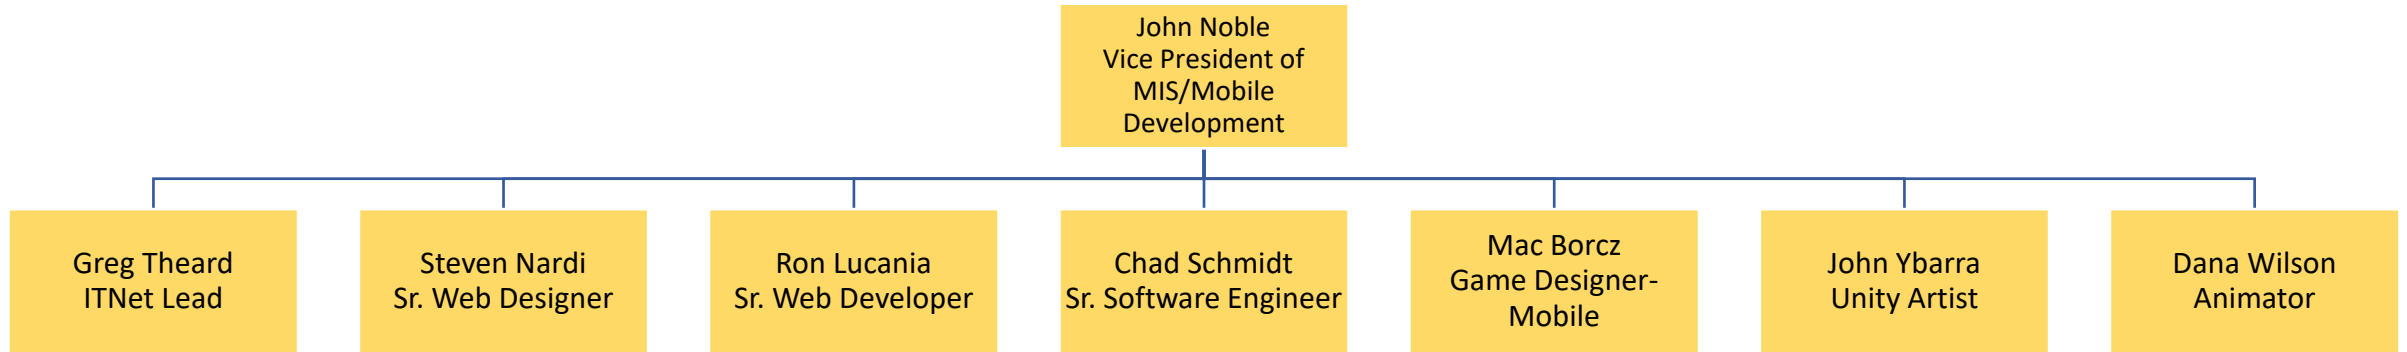 John Noble
Vice President of
MIS/Mobile
Development
Greg Theard
ITNet Lead
Steven Nardi
Sr. Web Designer
Ron Lucania
Sr. Web Developer
Chad Schmidt
Sr. Software Engineer
Mac Borcz
Game Designer-
Mobile
John Ybarra
Unity Artist
Dana Wilson
Animator